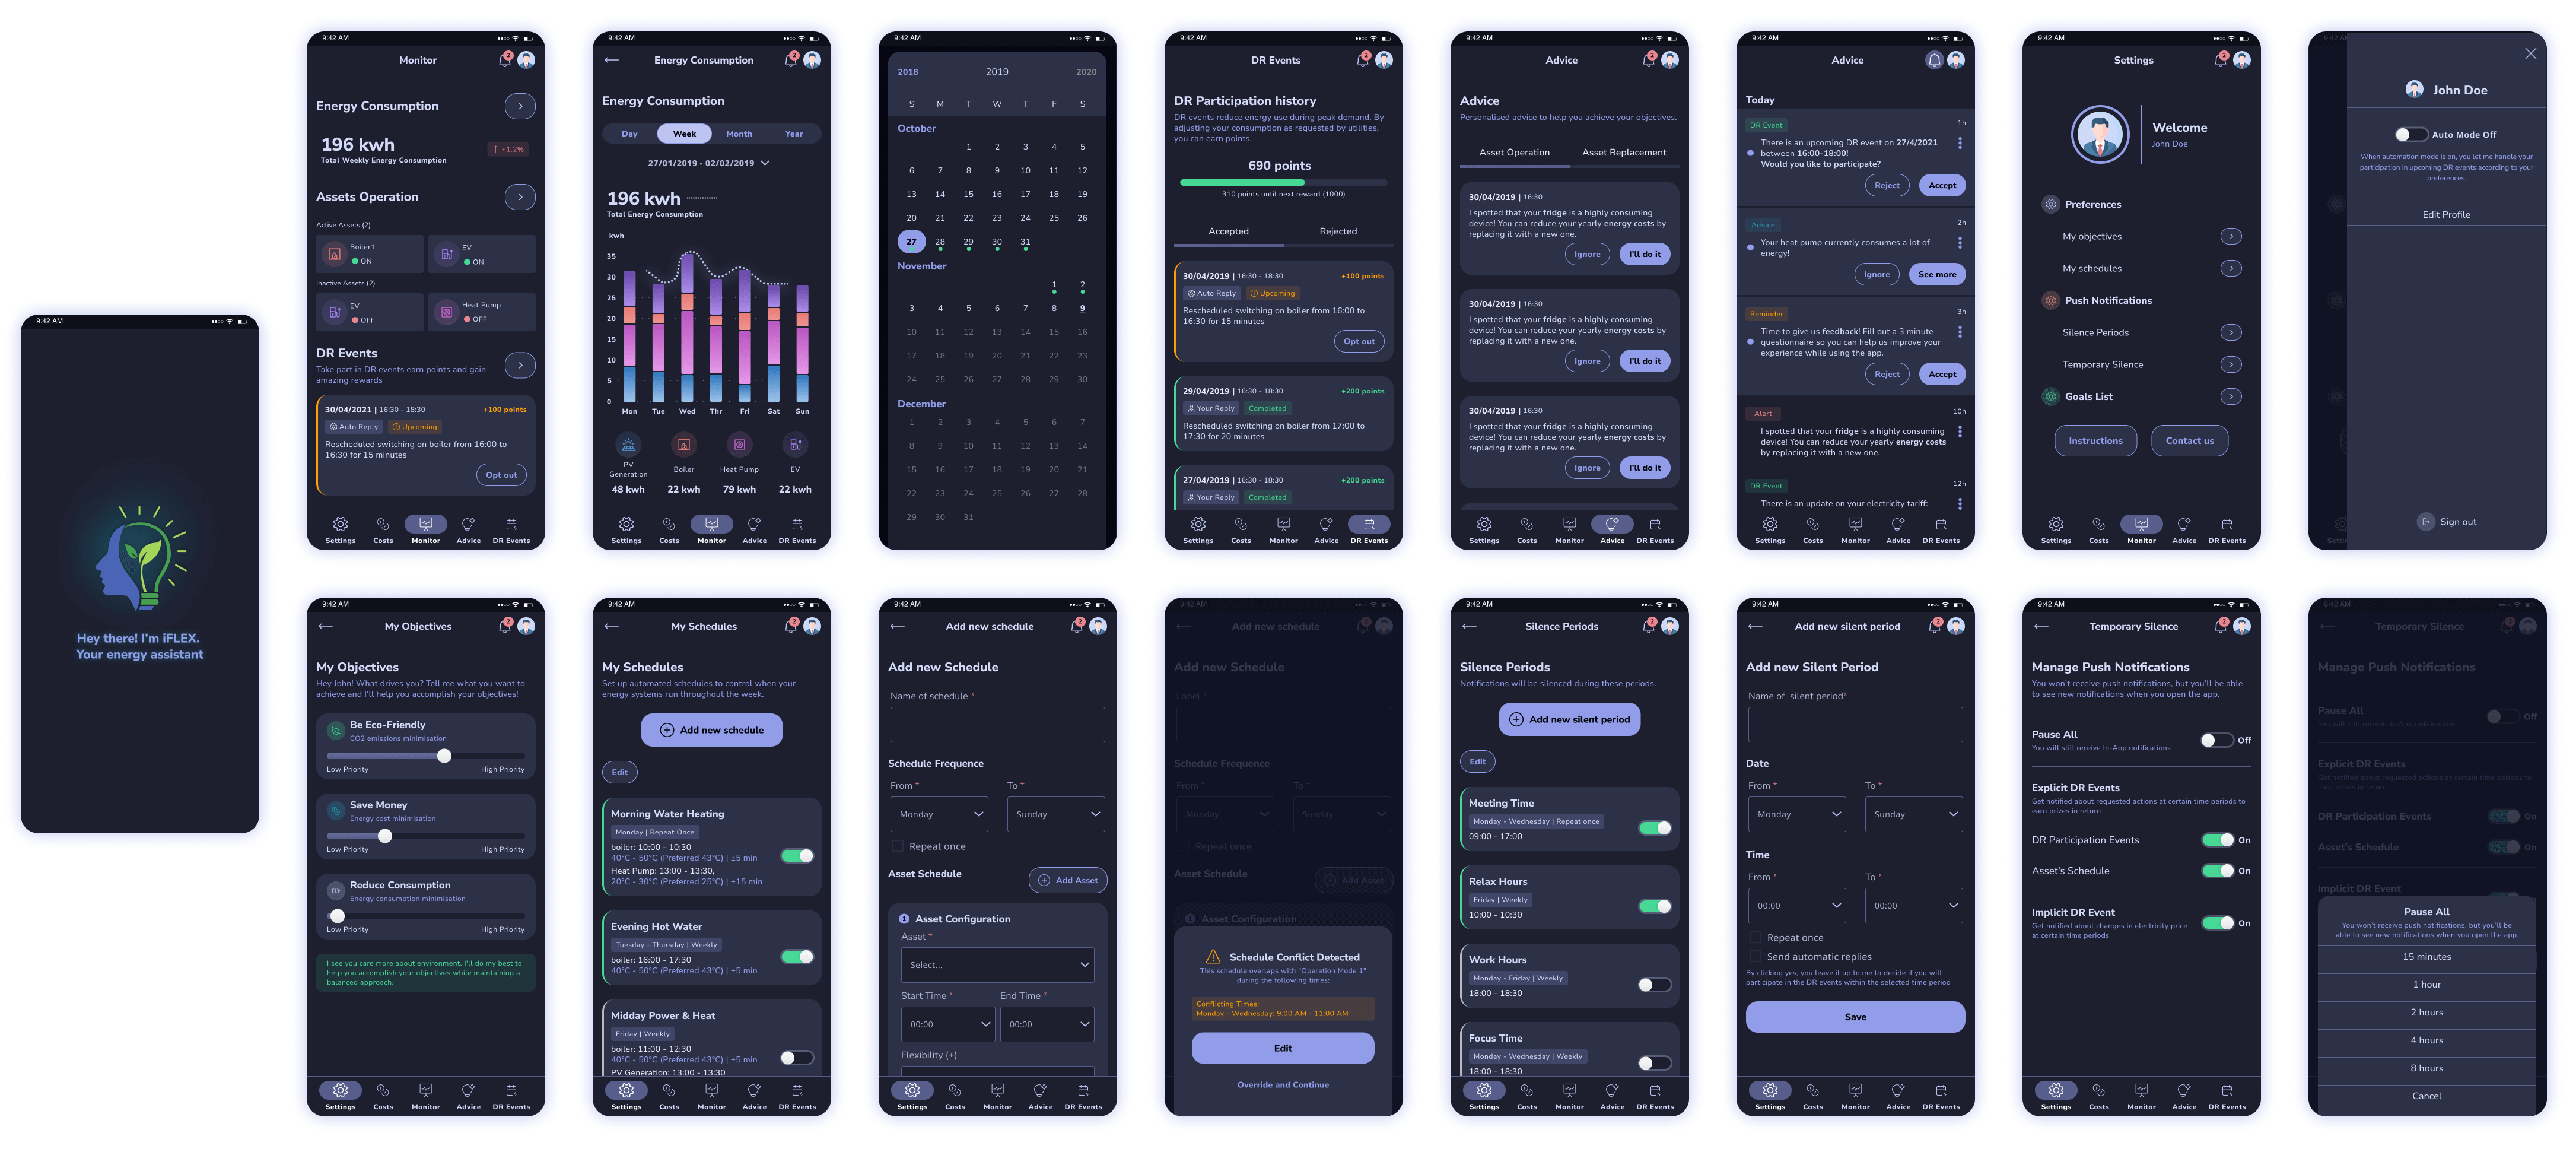 9:42 AM
Hey there! I'm iFLEX.
Your energy assistant
9:42 AM
Monitor
2
Energy Consumption
196 kwh
Total Weekly Energy Consumption
↑ +1.2%
Assets Operation
Active Assets (2)
Boiler1
ON
EV
ON
Inactive Assets (2)
EV
OFF
Heat Pump
OFF
DR Events
Take part in DR events earn points and gain
amazing rewards
30/04/2021 | 16:30 - 18:30
+100 points
Auto Reply
Upcoming
Rescheduled switching on boiler from 16:00 to
16:30 for 15 minutes
Opt out
Settings Costs Monitor Advice DR Events
9:42 AM
Energy Consumption
2
Energy Consumption
Day Week Month Year
27/01/2019 - 02/02/2019
196 kwh
Total Energy Consumption
kwh
35
30
25
20
15
10
5
0
Mon Tue Wed Thr Fri Sat Sun
PV
Generation
Boiler
Heat Pump
EV
48 kwh 22 kwh 79 kwh 22 kwh
Settings Costs Monitor Advice DR Events
9:42 AM
2018 2019 2020
S M T W T F S
October
1 2 3 4 5
6 7 8 9 10 11 12
13 14 15 16 17 18 19
20 21 22 23 24 25 26
27 28 29 30 31
November
1 2
3 4 5 6 7 8 9
10 11 12 13 14 15 16
17 18 19 20 21 22 23
24 25 26 27 28 29 30
December
1 2 3 4 5 6 7
8 9 10 11 12 13 14
15 16 17 18 19 20 21
22 23 24 25 26 27 28
29 30 31
9:42 AM
DR Events
2
DR Participation history
DR events reduce energy use during peak demand. By
adjusting your consumption as requested by utilities,
you can earn points.
690 points
310 points until next reward (1000)
Accepted Rejected
30/04/2019 | 16:30 - 18:30
+100 points
Auto Reply
Upcoming
Rescheduled switching on boiler from 16:00 to
16:30 for 15 minutes
Opt out
29/04/2019 | 16:30 - 18:30
+200 points
Your Reply
Completed
Rescheduled switching on boiler from 17:00 to
17:30 for 20 minutes
27/04/2019 | 16:30 - 18:30
+200 points
Your Reply
Completed
Settings Costs Monitor Advice DR Events
9:42 AM
Advice
2
Advice
Personalised advice to help you achieve your objectives.
Asset Operation Asset Replacement
30/04/2019 | 16:30
I spotted that your fridge is a highly consuming
device! You can reduce your yearly energy costs by
replacing it with a new one.
Ignore I'll do it
30/04/2019 | 16:30
I spotted that your fridge is a highly consuming
device! You can reduce your yearly energy costs by
replacing it with a new one.
Ignore I'll do it
30/04/2019 | 16:30
I spotted that your fridge is a highly consuming
device! You can reduce your yearly energy costs by
replacing it with a new one.
Ignore I'll do it
Settings Costs Monitor Advice DR Events
9:42 AM
Advice
Today
DR Event
1h
There is an upcoming DR event on 27/4/2021
between 16:00-18:00!
Would you like to participate?
Reject Accept
Advice
2h
Your heat pump currently consumes a lot of
energy!
Ignore See more
Reminder
3h
Time to give us feedback! Fill out a 3 minute
questionnaire so you can help us improve your
experience while using the app.
Reject Accept
Alert
10h
I spotted that your fridge is a highly consuming
device! You can reduce your yearly energy costs
by replacing it with a new one.
DR Event
12h
There is an update on your electricity tariff:
Settings Costs Monitor Advice DR Events
9:42 AM
Settings
2
Welcome
John Doe
Preferences
My objectives
My schedules
Push Notifications
Silence Periods
Temporary Silence
Goals List
Instructions Contact us
Settings Costs Monitor Advice DR Events
John Doe
Auto Mode Off
When automation mode is on, you let me handle your
participation in upcoming DR events according to your
preferences.
Edit Profile
Sign out
9:42 AM
My Objectives
2
My Objectives
Hey John! What drives you? Tell me what you want to
achieve and I'll help you accomplish your objectives!
Be Eco-Friendly
CO2 emissions minimisation
Low Priority High Priority
Save Money
Energy cost minimisation
Low Priority High Priority
Reduce Consumption
Energy consumption minimisation
Low Priority High Priority
I see you care more about environment. I'll do my best to
help you accomplish your objectives while maintaining a
balanced approach.
Settings Costs Monitor Advice DR Events
9:42 AM
My Schedules
2
My Schedules
Set up automated schedules to control when your
energy systems run throughout the week.
Add new schedule
Edit
Morning Water Heating
Monday | Repeat Once
boiler: 10:00 - 10:30
40°C - 50°C (Preferred 43°C) | ±5 min
Heat Pump: 13:00 - 13:30,
20°C - 30°C (Preferred 25°C) | ±15 min
Evening Hot Water
Tuesday - Thursday | Weekly
boiler: 16:00 - 17:30
40°C - 50°C (Preferred 43°C) | ±5 min
Midday Power & Heat
Friday | Weekly
boiler: 11:00 - 12:30
40°C - 50°C (Preferred 43°C) | ±5 min
PV Generation: 13:00 - 13:30
Settings Costs Monitor Advice DR Events
9:42 AM
Add new schedule
2
Add new Schedule
Name of schedule *
Schedule Frequence
From * To *
Monday Sunday
Repeat once
Asset Schedule
Add Asset
1 Asset Configuration
Asset *
Select...
Start Time * End Time *
00:00 00:00
Flexibility (±)
Settings Costs Monitor Advice DR Events
9:42 AM
Add new schedule
Add new Schedule
Label *
Schedule Frequence
From * To *
Monday Sunday
Repeat once
Asset Schedule
Add Asset
1 Asset Configuration
Schedule Conflict Detected
This schedule overlaps with "Operation Mode 1"
during the following times:
Conflicting Times:
Monday - Wednesday: 9:00 AM - 11:00 AM
Edit
Override and Continue
9:42 AM
Silence Periods
2
Silence Periods
Notifications will be silenced during these periods.
Add new silent period
Edit
Meeting Time
Monday - Wednesday | Repeat once
09:00 - 17:00
Relax Hours
Friday | Weekly
10:00 - 10:30
Work Hours
Monday - Friday | Weekly
18:00 - 18:30
Focus Time
Monday - Wednesday | Weekly
18:00 - 18:30
Settings Costs Monitor Advice DR Events
9:42 AM
Add new silent period
2
Add new Silent Period
Name of silent period*
Date
From * To *
Monday Sunday
Time
From * To *
00:00 00:00
Repeat once
Send automatic replies
By clicking yes, you leave it up to me to decide if you will
participate in the DR events within the selected time period
Save
Settings Costs Monitor Advice DR Events
9:42 AM
Temporary Silence
2
Manage Push Notifications
You won't receive push notifications, but you'll be able
to see new notifications when you open the app.
Pause All
You will still receive In-App notifications
Off
Explicit DR Events
Get notified about requested actions at certain time periods to
earn prizes in return
DR Participation Events
On
Asset's Schedule
On
Implicit DR Event
Get notified about changes in electricity price
at certain time periods
On
Settings Costs Monitor Advice DR Events
9:42 AM
Temporary Silence
Manage Push Notifications
Pause All
You will still receive In-App notifications
Off
Explicit DR Events
Get notified about requested actions at certain time periods to
earn prizes in return
DR Participation Events
On
Asset's Schedule
On
Implicit DR Event
Pause All
You won't receive push notifications, but you'll be
able to see new notifications when you open the app.
15 minutes
1 hour
2 hours
4 hours
8 hours
Cancel